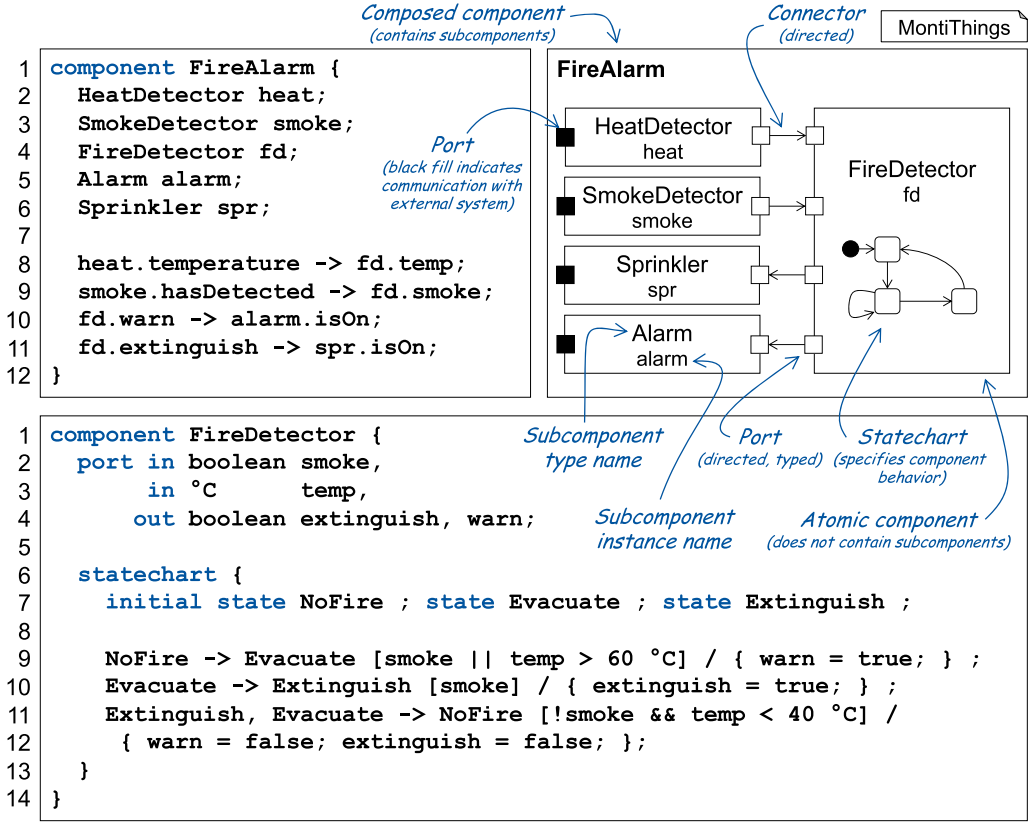 Composed component
(contains subcomponents)
Connector
(directed)
MontiThings
1 component FireAlarm {
2 HeatDetector heat;
3 SmokeDetector smoke;
4 FireDetector fd;
5 Alarm alarm;
6 Sprinkler spr;
7
8 heat.temperature -> fd.temp;
9 smoke.hasDetected -> fd.smoke;
10 fd.warn -> alarm.isOn;
11 fd.extinguish -> spr.isOn;
12 }
Port
(black fill indicates
communication with
external system)
FireAlarm
HeatDetector
heat
SmokeDetector
smoke
Sprinkler
spr
Alarm
alarm
FireDetector
fd
Subcomponent
type name
Port
(directed, typed)
Statechart
(specifies component
behavior)
Subcomponent
instance name
Atomic component
(does not contain subcomponents)
1 component FireDetector {
2 port in boolean smoke,
3 in °C temp,
4 out boolean extinguish, warn;
5
6 statechart {
7 initial state NoFire ; state Evacuate ; state Extinguish ;
8
9 NoFire -> Evacuate [smoke || temp > 60 °C] / { warn = true; } ;
10 Evacuate -> Extinguish [smoke] / { extinguish = true; } ;
11 Extinguish, Evacuate -> NoFire [!smoke && temp < 40 °C] /
12 { warn = false; extinguish = false; };
13 }
14 }